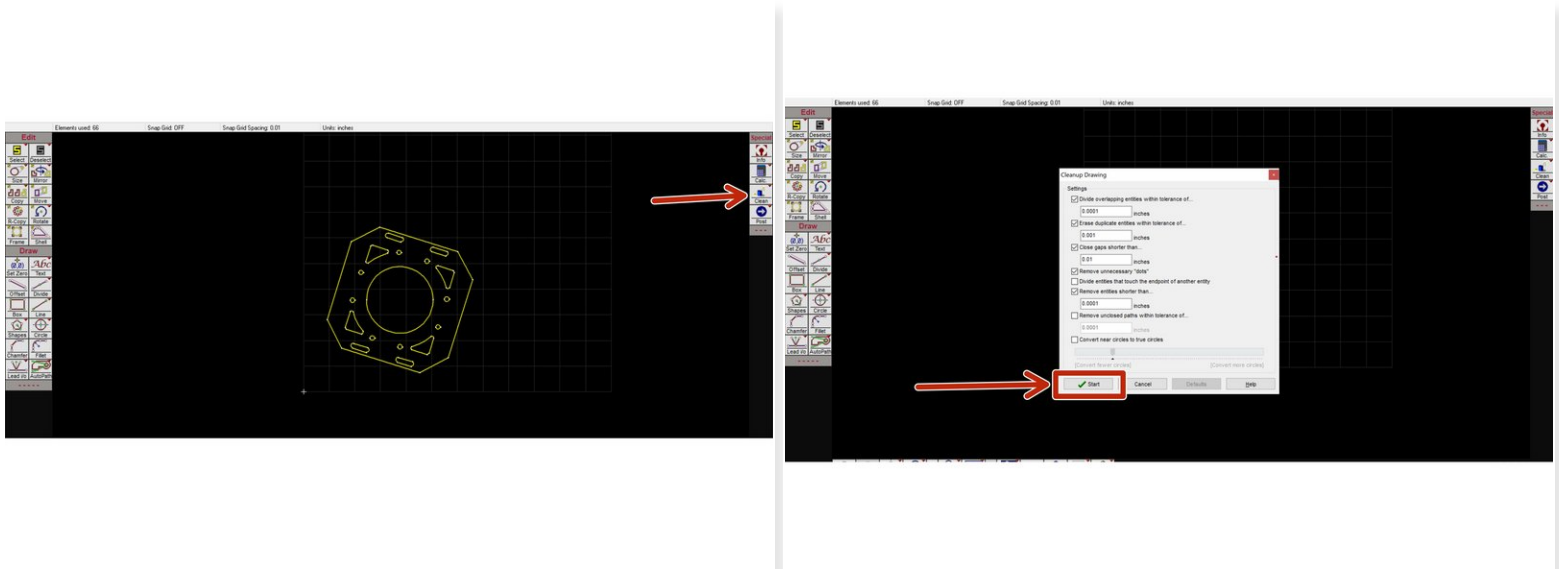 Elements used: 66 Snap Grid: OFF Snap Grid Spacing: 0.01 Units: inches
Edit
Select Deselect
Size Mirror
Copy Move
R-Copy Rotate
Frame Shell
Draw
(0,0) Abc
Set Zero Text
Offset Divide
Box Line
Shapes Circle
Chamfer Fillet
Lead I/o AutoPath
Special
Info
Calc.
Clean
Post
Elements used: 66 Snap Grid: OFF Snap Grid Spacing: 0.01 Units: inches
Edit
Select Deselect
Size Mirror
Copy Move
R-Copy Rotate
Frame Shell
Draw
(0,0) Abc
Set Zero Text
Offset Divide
Box Line
Shapes Circle
Chamfer Fillet
Lead I/o AutoPath
Cleanup Drawing
Settings
Divide overlapping entities within tolerance of...
0.0001 inches
Erase duplicate entities within tolerance of...
0.001 inches
Close gaps shorter than...
0.01 inches
Remove unnecessary "dots"
Divide entities that touch the endpoint of another entity
Remove entities shorter than...
0.0001 inches
Remove unclosed paths within tolerance of...
0.0001 inches
Convert near circles to true circles
[Convert fewer circles] [Convert more circles]
Start Cancel Defaults Help
Special
Info
Calc.
Clean
Post